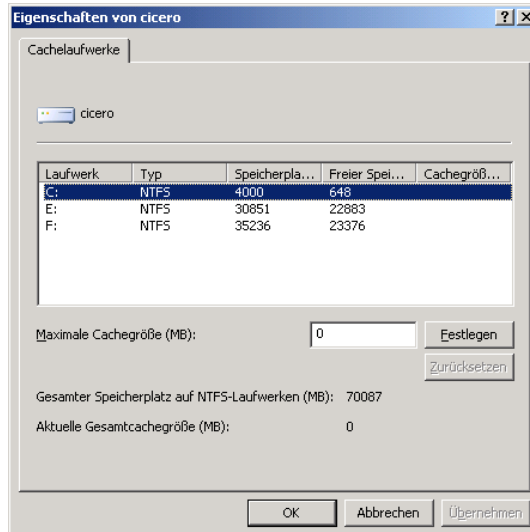 Eigenschaften von cicero
Cachelaufwerke
cicero
Laufwerk Typ Speicherpla... Freier Spei... Cachegröß...
C: NTFS 4000 648
E: NTFS 30851 22883
F: NTFS 35236 23376
Maximale Cachegröße (MB): 0 Festlegen
Zurücksetzen
Gesamter Speicherplatz auf NTFS-Laufwerken (MB): 70087
Aktuelle Gesamtcachegröße (MB): 0
OK Abbrechen Übernehmen